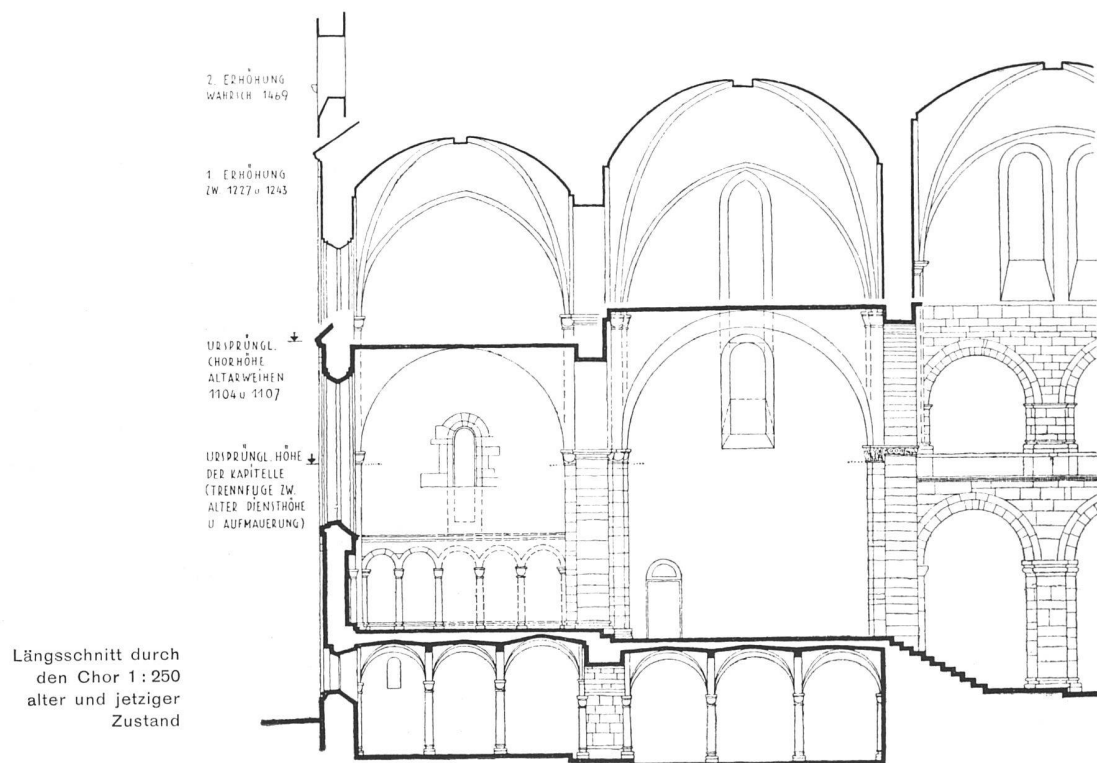 2. ERHÖHUNG
WAHRSCH 1469
1. ERHÖHUNG
ZW. 1227 u 1243
URSPRÜNGL.
CHORHÖHE
ALTARWEIHEN
1104 u 1107
URSPRÜNGL. HÖHE
DER KAPITELLE
(TRENNFUGE ZW.
ALTER DIENSTHÖHE
U AUFMAUERUNG)
Längsschnitt durch
den Chor 1 : 250
alter und jetziger
Zustand